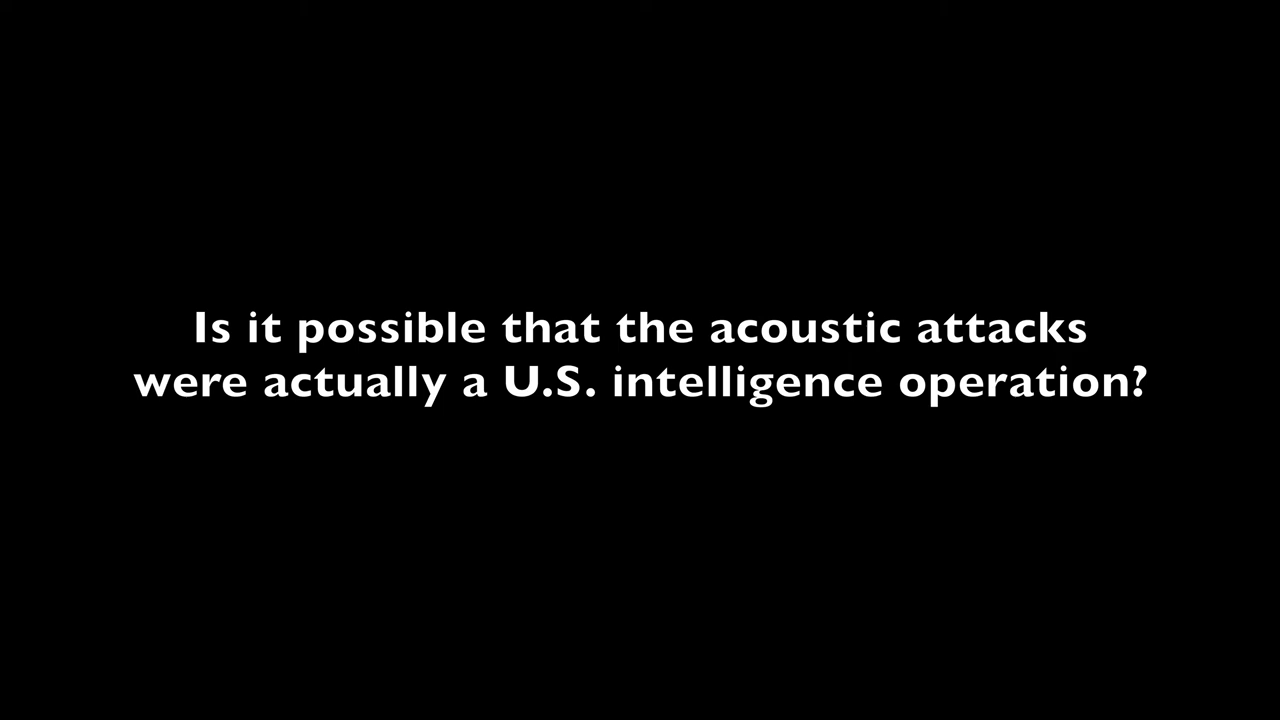 Is it possible that the acoustic attacks
were actually a U.S. intelligence operation?